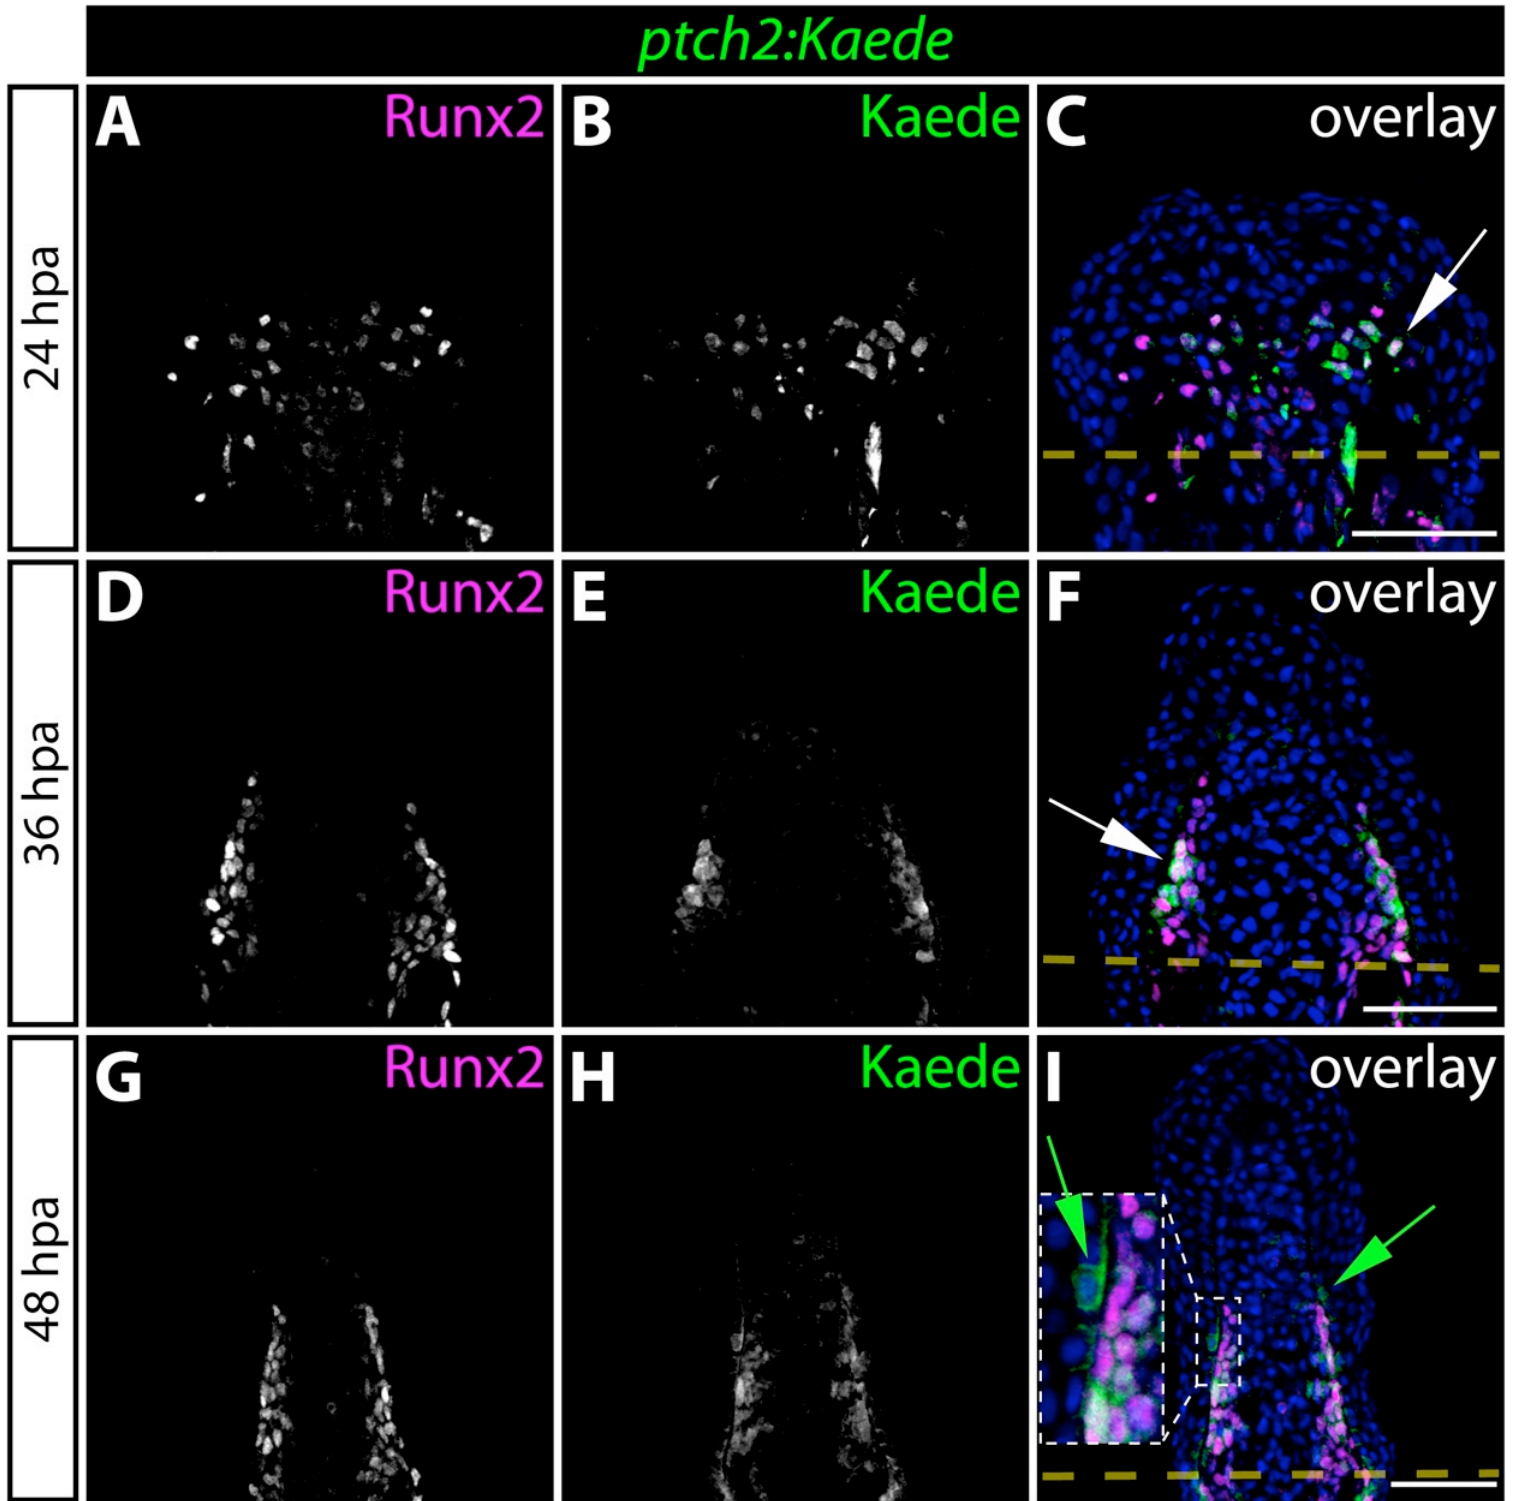 ptch2:Kaede
24 hpa
A Runx2
B Kaede
C overlay
36 hpa
D Runx2
E Kaede
F overlay
48 hpa
G Runx2
H Kaede
I overlay